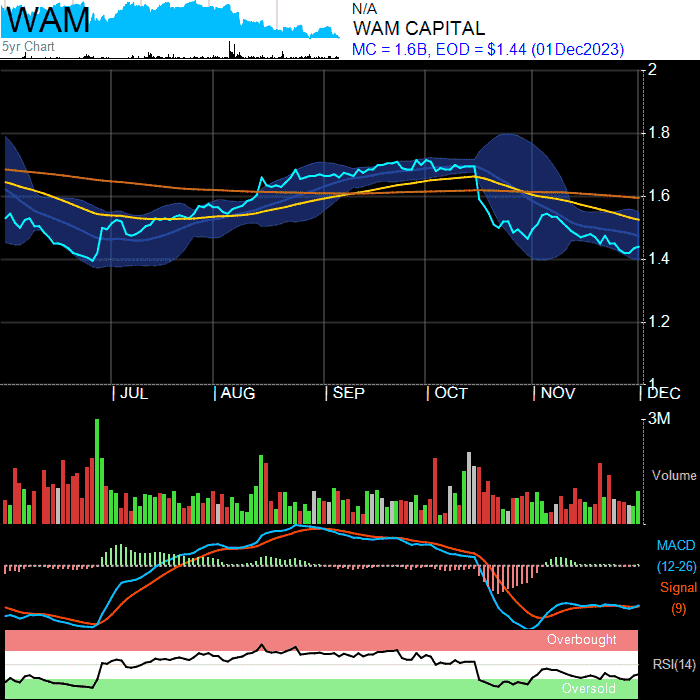 WAM
5yr Chart
N/A
WAM CAPITAL
MC = 1.6B, EOD = $1.44 (01Dec2023)
2
1.8
1.6
1.4
1.2
1
JUL AUG SEP OCT NOV DEC
3M
Volume
MACD
(12-26)
Signal
(9)
Overbought
RSI(14)
Oversold